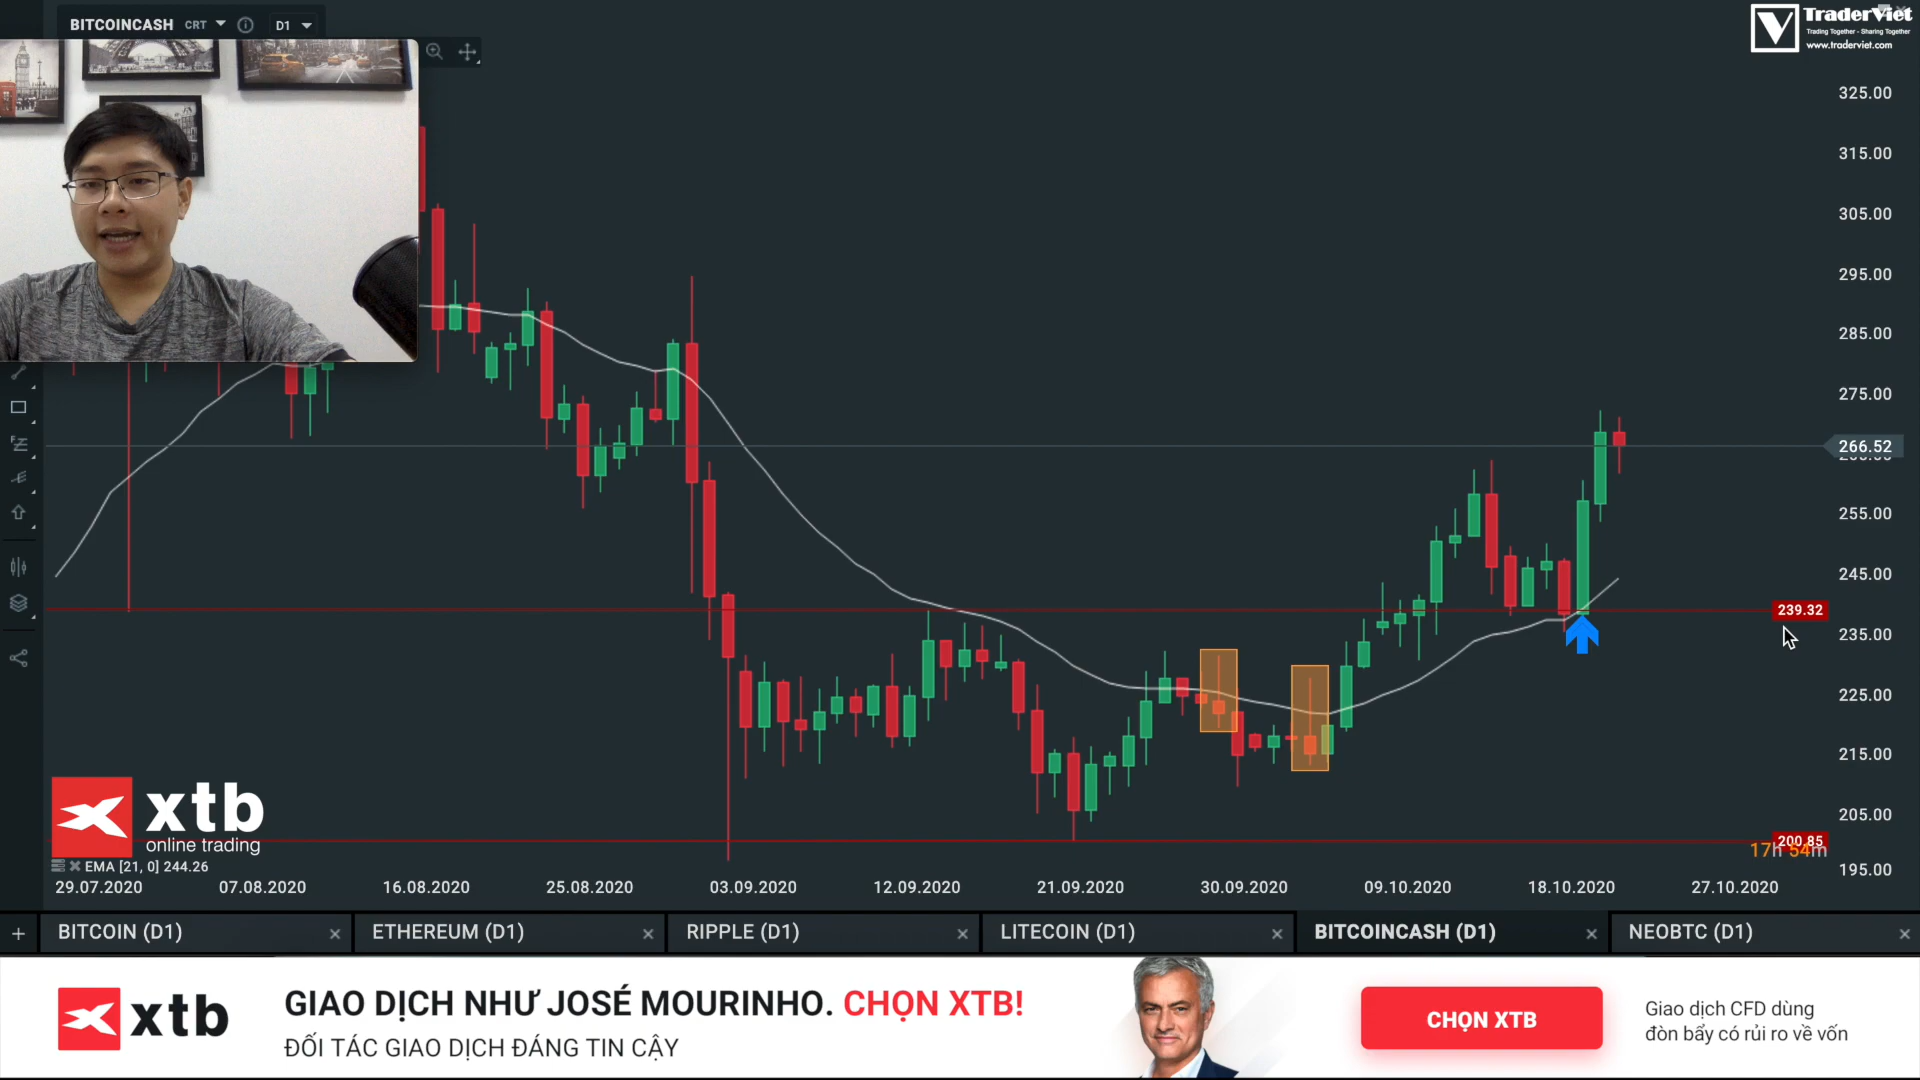 BITCOINCASH CRT D1
TraderViet
Trading Together - Sharing Together
www.traderviet.com
325.00
315.00
305.00
295.00
285.00
275.00
266.52
255.00
245.00
239.32
235.00
225.00
215.00
205.00
200.85
17h 54m
195.00
xtb
online trading
EMA [21, 0] 244.26
29.07.2020 07.08.2020 16.08.2020 25.08.2020 03.09.2020 12.09.2020 21.09.2020 30.09.2020 09.10.2020 18.10.2020 27.10.2020
+ BITCOIN (D1) × ETHEREUM (D1) × RIPPLE (D1) × LITECOIN (D1) × BITCOINCASH (D1) × NEOBTC (D1) ×
xtb
GIAO DỊCH NHƯ JOSÉ MOURINHO. CHỌN XTB!
ĐỐI TÁC GIAO DỊCH ĐÁNG TIN CẬY
CHỌN XTB
Giao dịch CFD dùng
đòn bẩy có rủi ro về vốn